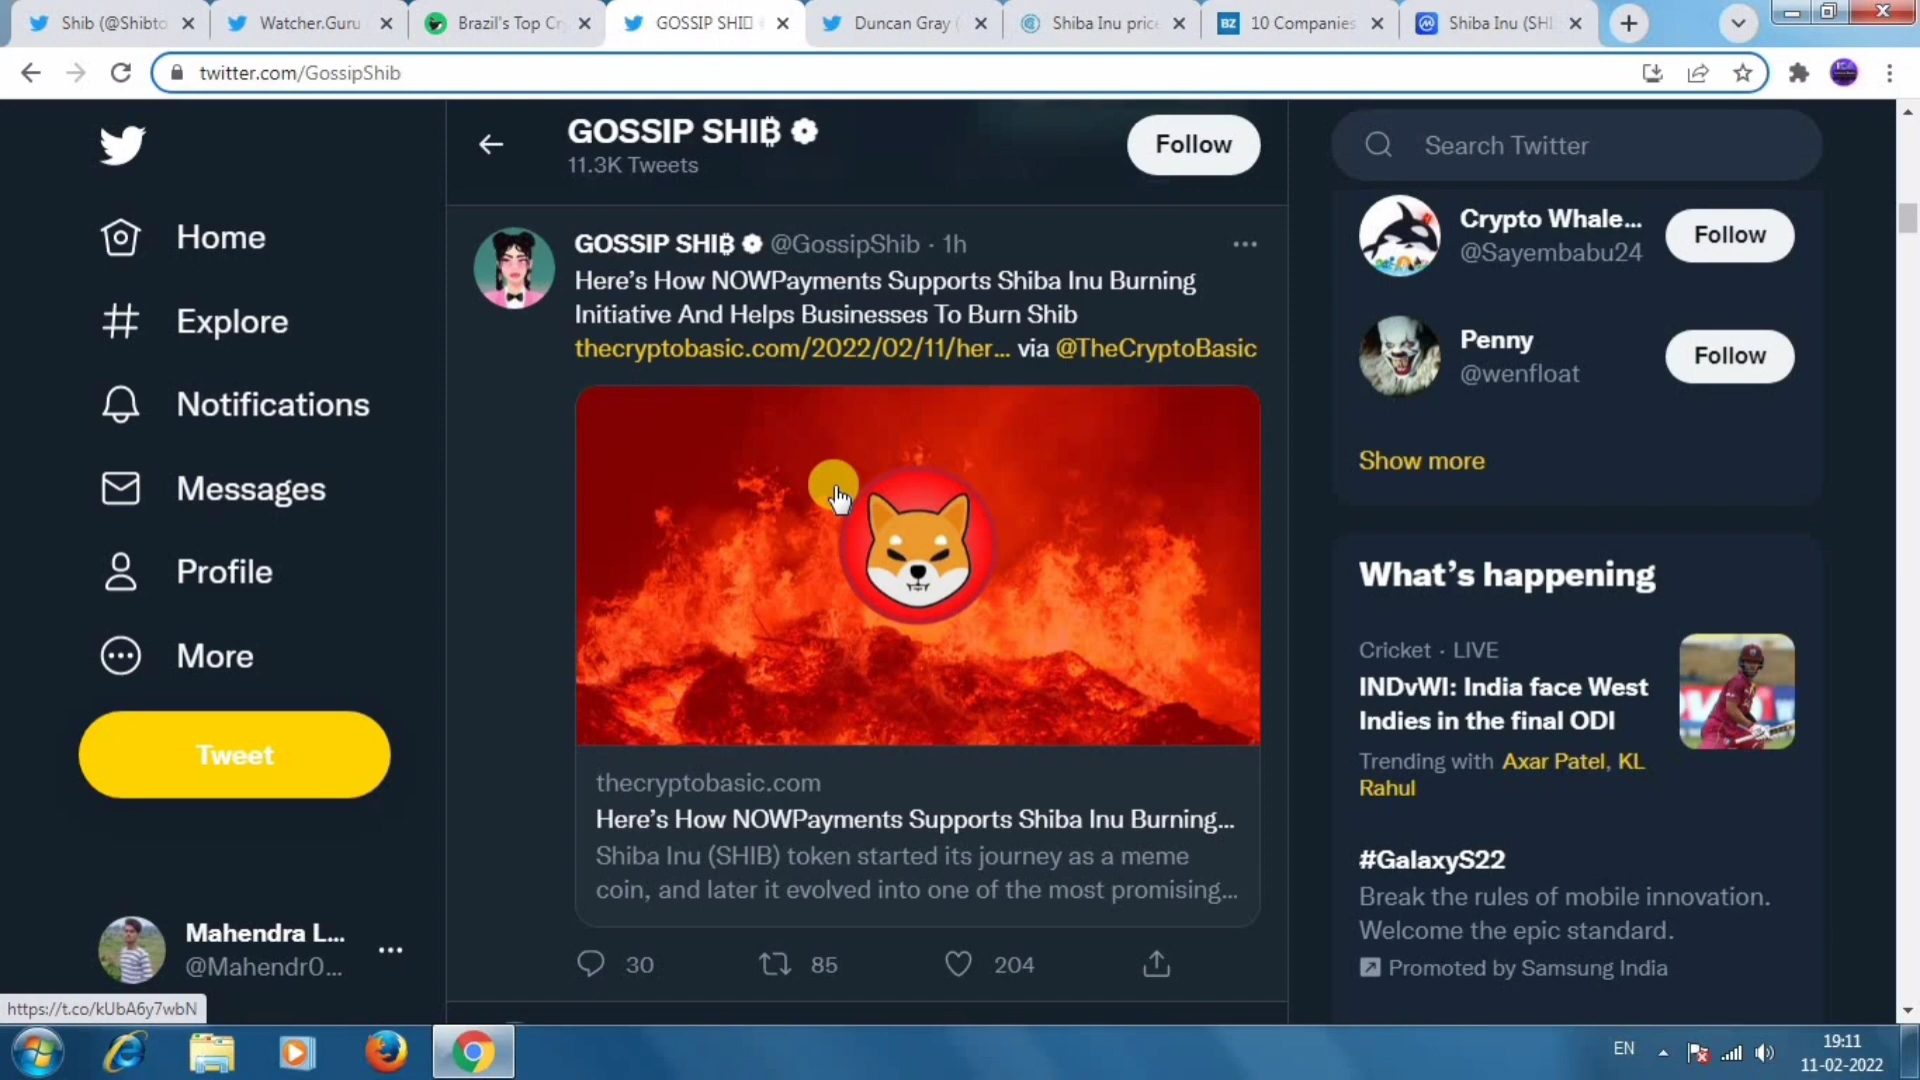 Shib (@Shibto
Watcher.Guru
Brazil's Top Cr
GOSSIP SHI
Duncan Gray (
Shiba Inu price
BZ 10 Companies
Shiba Inu (SHI
twitter.com/GossipShib
GOSSIP SHI₿
11.3K Tweets
Follow
Search Twitter
Home
Explore
Notifications
Messages
Profile
More
Tweet
Mahendra L...
@Mahendr0...
https://t.co/kUbA6y7wbN
GOSSIP SHI₿ @GossipShib · 1h
Here's How NOWPayments Supports Shiba Inu Burning
Initiative And Helps Businesses To Burn Shib
thecryptobasic.com/2022/02/11/her... via @TheCryptoBasic
thecryptobasic.com
Here's How NOWPayments Supports Shiba Inu Burning...
Shiba Inu (SHIB) token started its journey as a meme
coin, and later it evolved into one of the most promising...
30 85 204
Crypto Whale...
@Sayembabu24
Follow
Penny
@wenfloat
Follow
Show more
What's happening
Cricket · LIVE
INDvWI: India face West
Indies in the final ODI
Trending with Axar Patel, KL
Rahul
#GalaxyS22
Break the rules of mobile innovation.
Welcome the epic standard.
Promoted by Samsung India
EN
19:11
11-02-2022